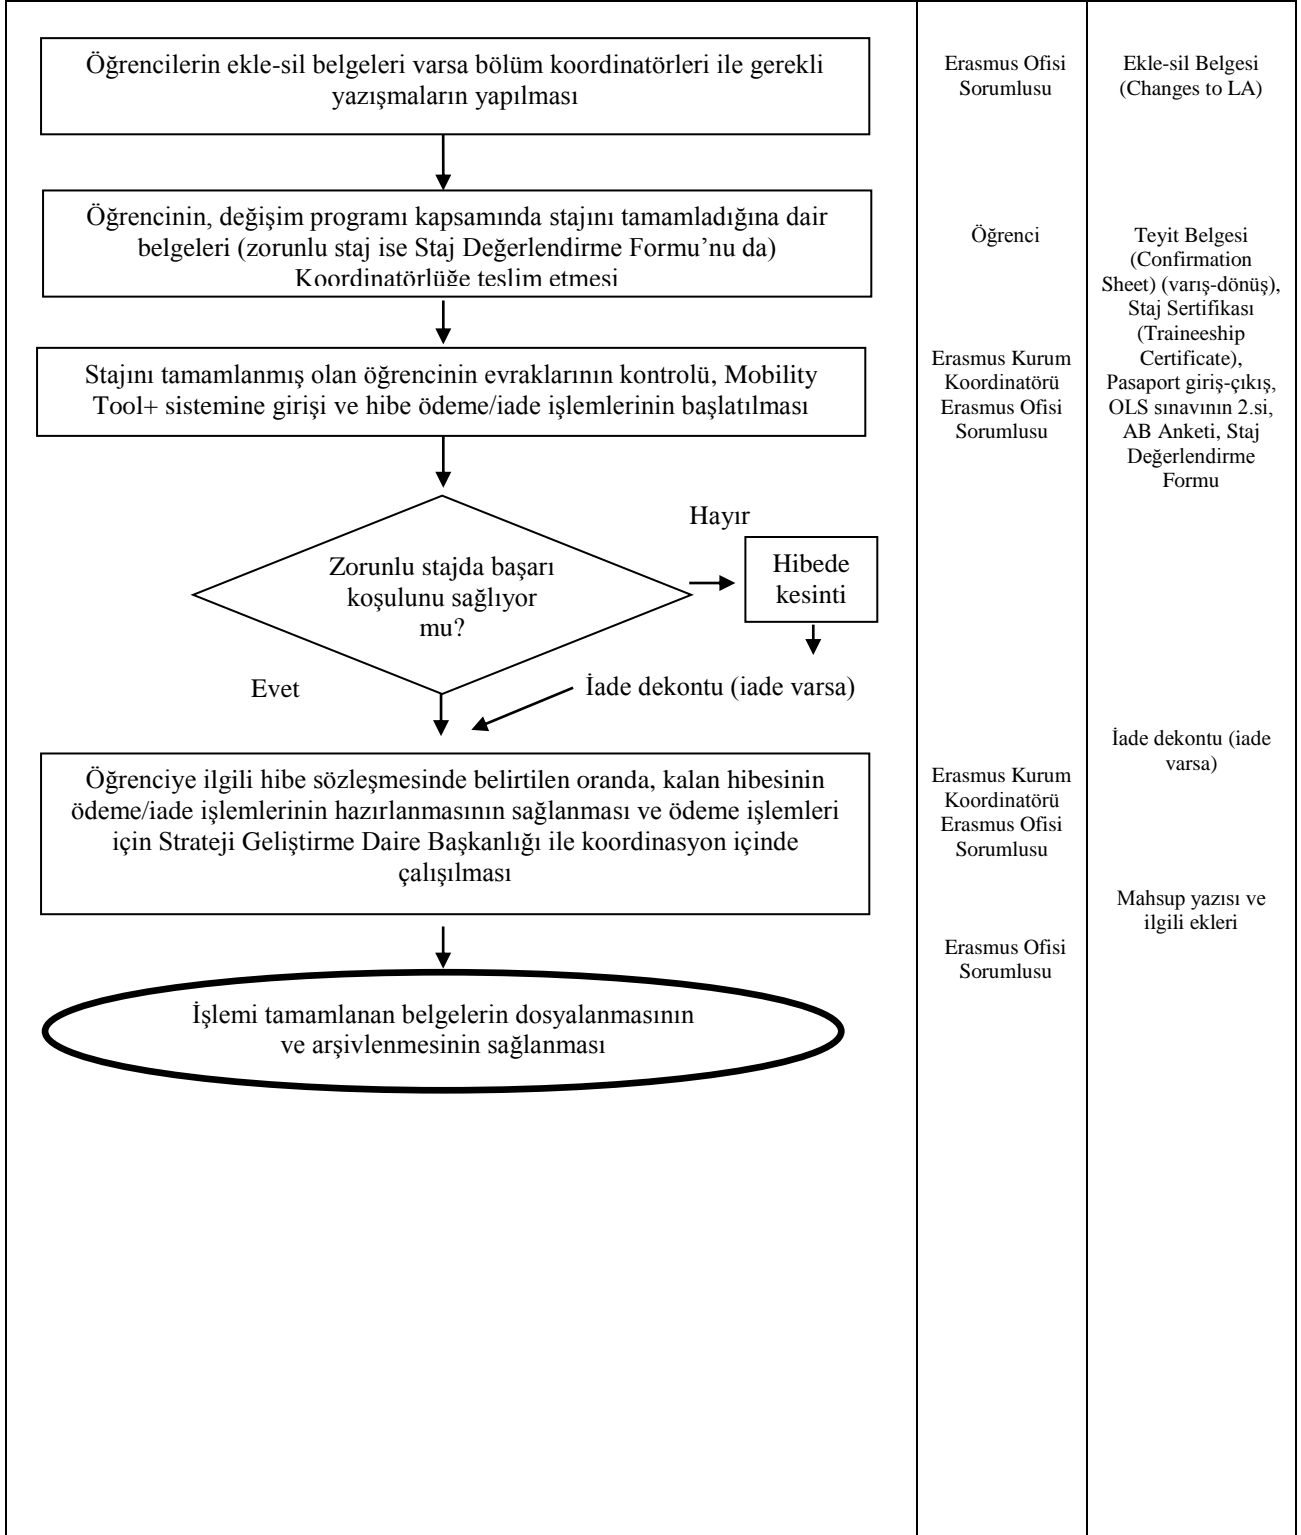 Öğrencilerin ekle-sil belgeleri varsa bölüm koordinatörleri ile gerekli
yazışmaların yapılması
Erasmus Ofisi
Sorumlusu
Ekle-sil Belgesi
(Changes to LA)
Öğrencinin, değişim programı kapsamında stajını tamamladığına dair
belgeleri (zorunlu staj ise Staj Değerlendirme Formu’nu da)
Koordinatörlüğe teslim etmesi
Öğrenci
Teyit Belgesi
(Confirmation
Sheet) (varış-dönüş),
Staj Sertifikası
(Traineeship
Certificate),
Pasaport giriş-çıkış,
OLS sınavının 2.si,
AB Anketi, Staj
Değerlendirme
Formu
Stajını tamamlanmış olan öğrencinin evraklarının kontrolü, Mobility
Tool+ sistemine girişi ve hibe ödeme/iade işlemlerinin başlatılması
Erasmus Kurum
Koordinatörü
Erasmus Ofisi
Sorumlusu
Zorunlu stajda başarı
koşulunu sağlıyor
mu?
Hayır
Hibede
kesinti
Evet
İade dekontu (iade varsa)
İade dekontu (iade
varsa)
Öğrenciye ilgili hibe sözleşmesinde belirtilen oranda, kalan hibesinin
ödeme/iade işlemlerinin hazırlanmasının sağlanması ve ödeme işlemleri
için Strateji Geliştirme Daire Başkanlığı ile koordinasyon içinde
çalışılması
Erasmus Kurum
Koordinatörü
Erasmus Ofisi
Sorumlusu
Mahsup yazısı ve
ilgili ekleri
Erasmus Ofisi
Sorumlusu
İşlemi tamamlanan belgelerin dosyalanmasının
ve arşivlenmesinin sağlanması